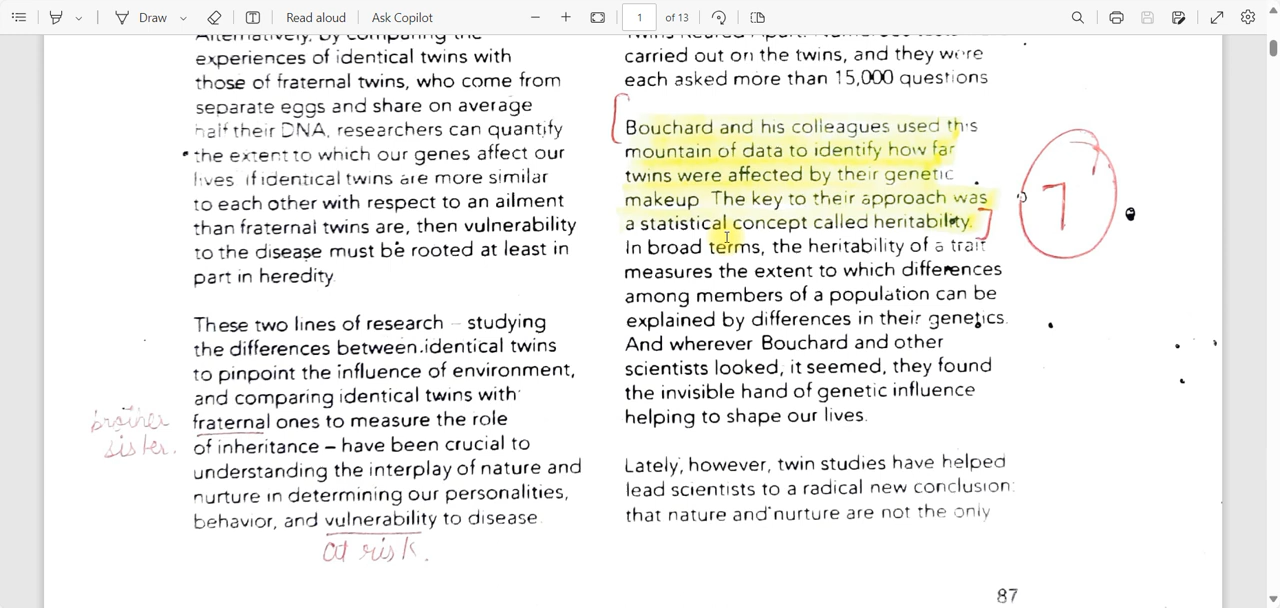 Draw
Read aloud
Ask Copilot
1
of 13
experiences of identical twins with
those of fraternal twins, who come from
separate eggs and share on average
half their DNA, researchers can quantify
the extent to which our genes affect our
lives if identical twins are more similar
to each other with respect to an ailment
than fraternal twins are, then vulnerability
to the disease must be rooted at least in
part in heredity.
These two lines of research – studying
the differences between identical twins
to pinpoint the influence of environment,
and comparing identical twins with
brother
fraternal ones to measure the role
sister.
of inheritance – have been crucial to
understanding the interplay of nature and
nurture in determining our personalities,
behavior, and vulnerability to disease.
at risk.
carried out on the twins, and they were
each asked more than 15,000 questions
Bouchard and his colleagues used this
mountain of data to identify how far
twins were affected by their genetic
makeup The key to their approach was
a statistical concept called heritability.
7
In broad terms, the heritability of a trait
measures the extent to which differences
among members of a population can be
explained by differences in their genetics.
And wherever Bouchard and other
scientists looked, it seemed, they found
the invisible hand of genetic influence
helping to shape our lives.
Lately, however, twin studies have helped
lead scientists to a radical new conclusion:
that nature and nurture are not the only
87